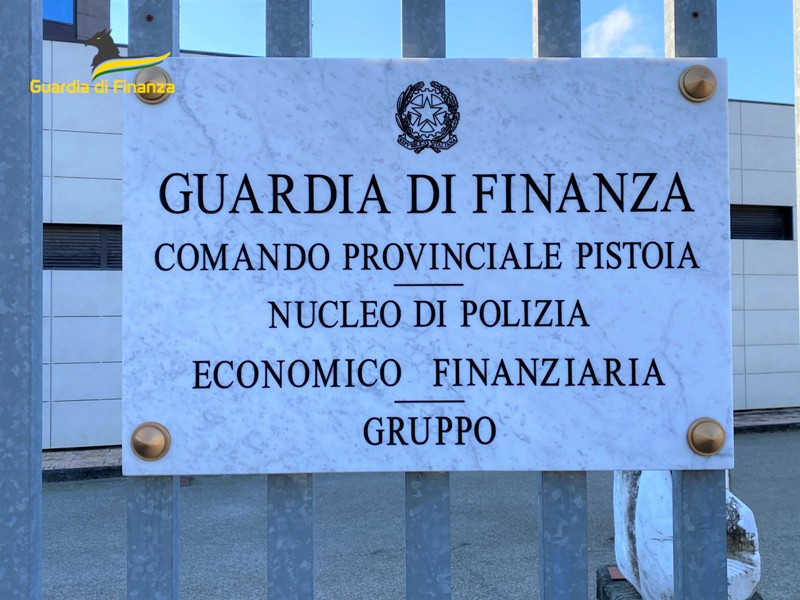 Guardia di Finanza
GUARDIA DI FINANZA
COMANDO PROVINCIALE PISTOIA
NUCLEO DI POLIZIA
ECONOMICO FINANZIARIA
GRUPPO